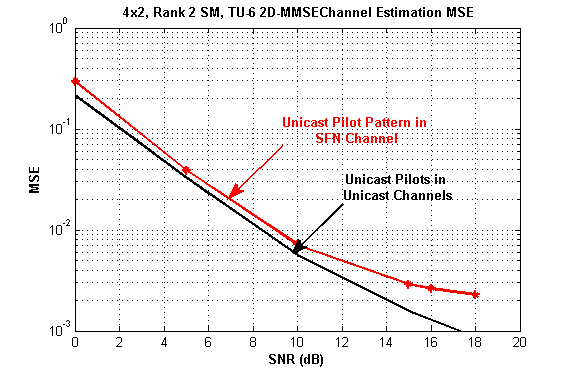 4x2, Rank 2 SM, TU-6 2D-MMSEChannel Estimation MSE
10^0
10^-1
10^-2
10^-3
MSE
Unicast Pilot Pattern in
SFN Channel
Unicast Pilots in
Unicast Channels
0 2 4 6 8 10 12 14 16 18 20
SNR (dB)